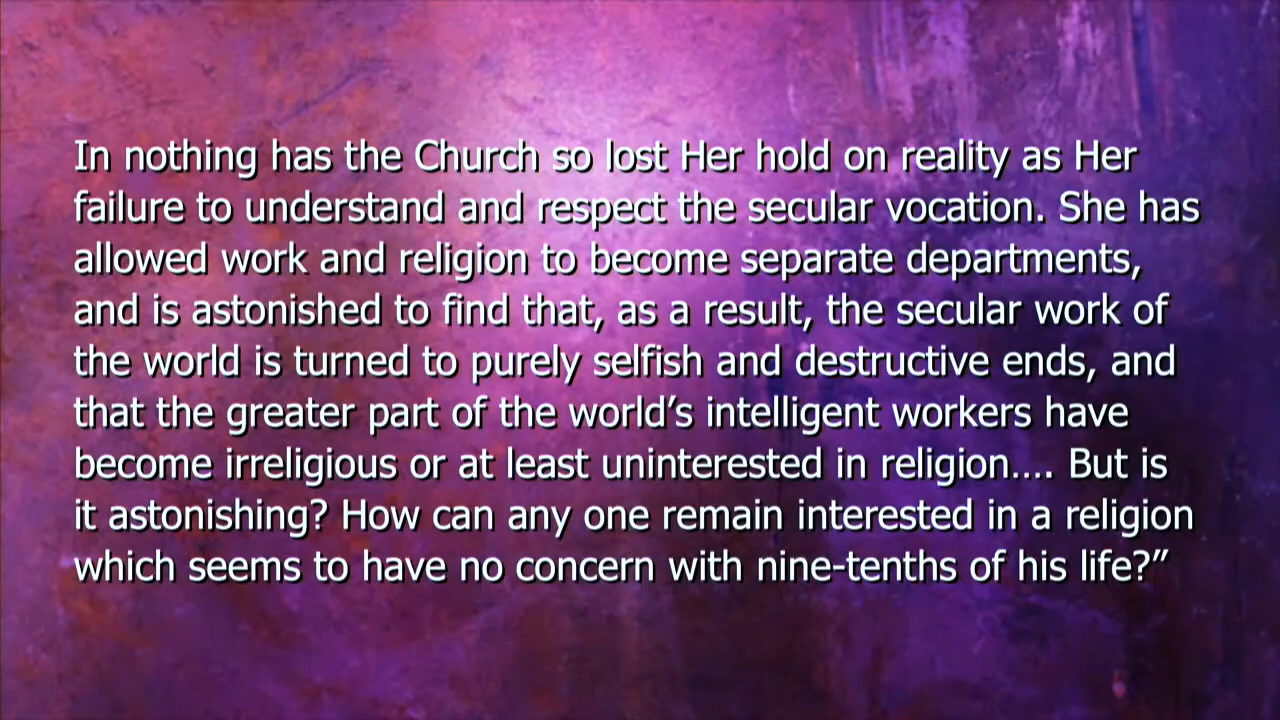 In nothing has the Church so lost Her hold on reality as Her
failure to understand and respect the secular vocation. She has
allowed work and religion to become separate departments,
and is astonished to find that, as a result, the secular work of
the world is turned to purely selfish and destructive ends, and
that the greater part of the world’s intelligent workers have
become irreligious or at least uninterested in religion.... But is
it astonishing? How can any one remain interested in a religion
which seems to have no concern with nine-tenths of his life?”